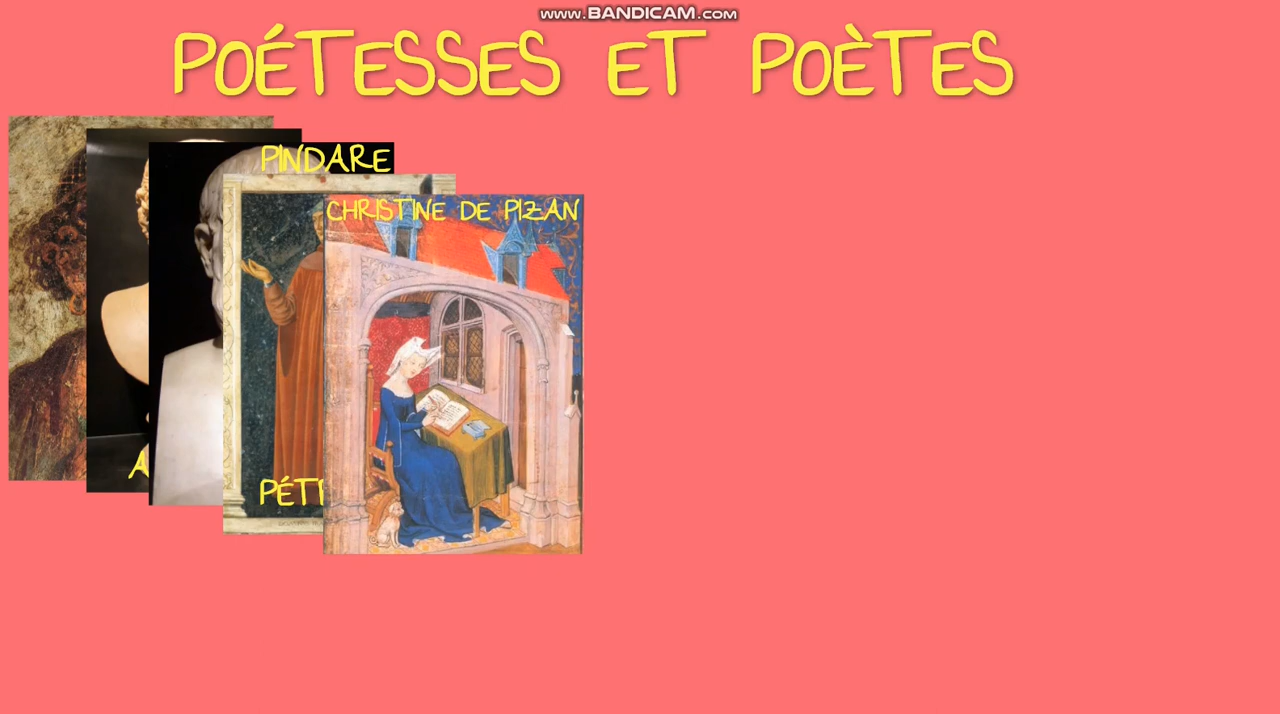 www.BANDICAM.com
POÉTESSES ET POÈTES
PINDARE
CHRISTINE DE PIZAN